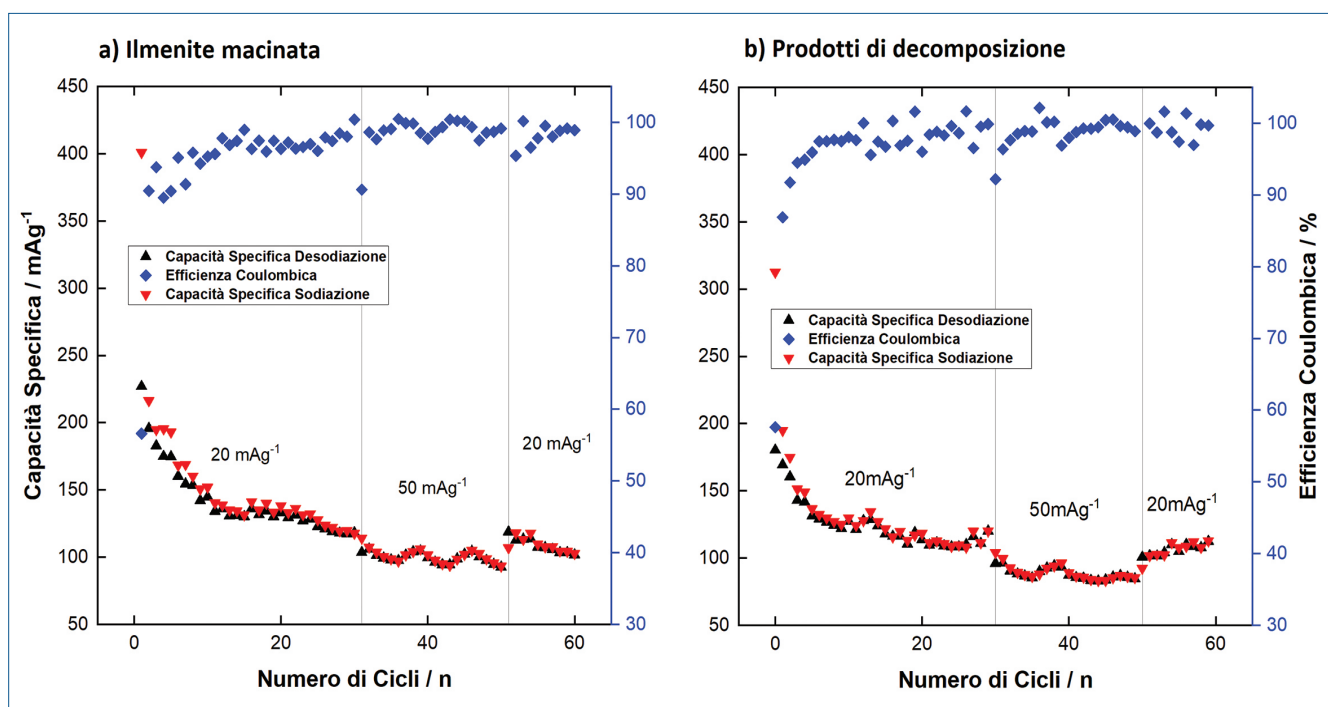 a) Ilmenite macinata
b) Prodotti di decomposizione
Capacità Specifica / mAg⁻¹
450
400
350
300
250
200
150
100
50
100
90
80
70
60
50
40
30
Capacità Specifica Desodiazione
Efficienza Coulombica
Capacità Specifica Sodiazione
20 mAg⁻¹
50 mAg⁻¹
20 mAg⁻¹
0
20
40
60
Numero di Cicli / n
450
400
350
300
250
200
150
100
50
100
90
80
70
60
50
40
30
Efficienza Coulombica / %
Capacità Specifica Desodiazione
Efficienza Coulombica
Capacità Specifica Sodiazione
20mAg⁻¹
50mAg⁻¹
20mAg⁻¹
0
20
40
60
Numero di Cicli / n